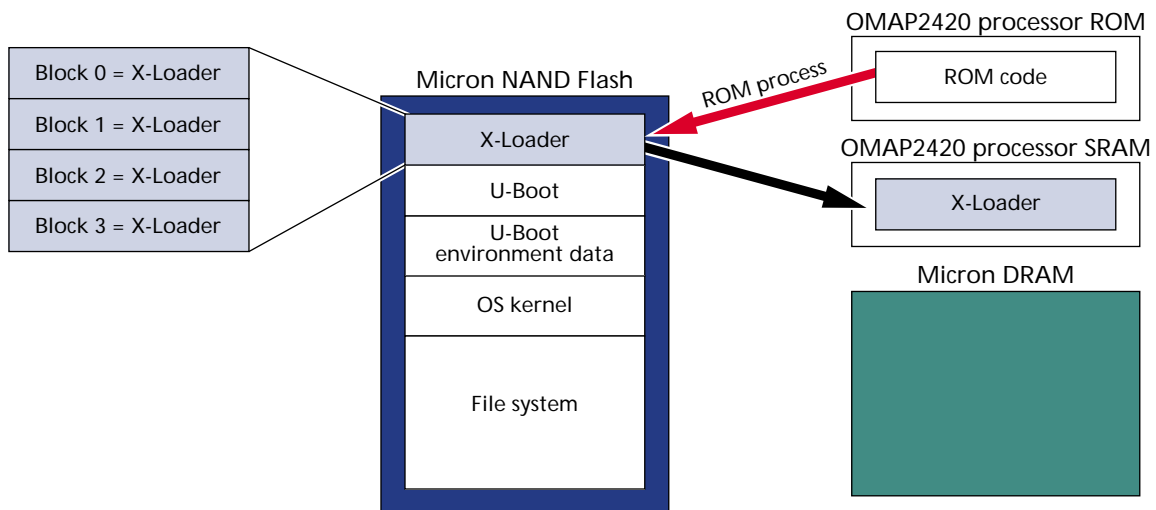 Block 0 = X-Loader
Block 1 = X-Loader
Block 2 = X-Loader
Block 3 = X-Loader
Micron NAND Flash
X-Loader
U-Boot
U-Boot
environment data
OS kernel
File system
ROM process
OMAP2420 processor ROM
ROM code
OMAP2420 processor SRAM
X-Loader
Micron DRAM